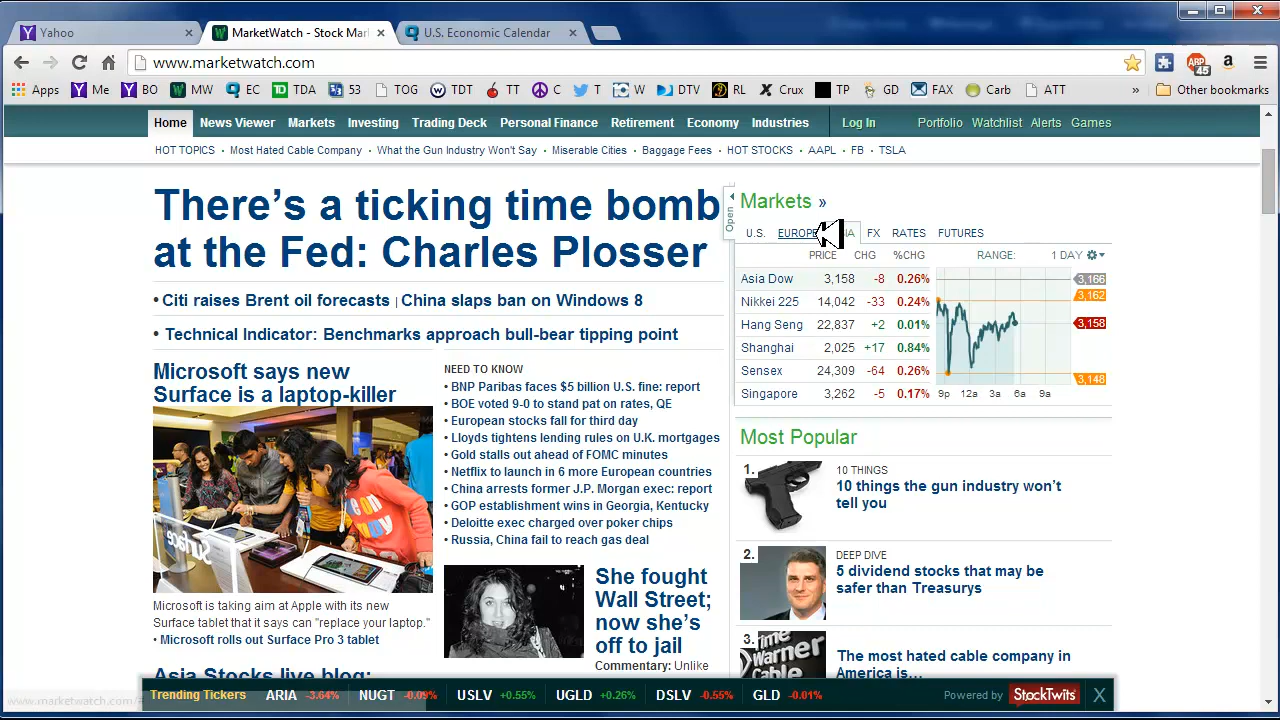 Yahoo
MarketWatch - Stock Mar
U.S. Economic Calendar
www.marketwatch.com
Apps Me BO MW EC TDA 53 TOG TDT TT C T W DTV RL Crux TP GD FAX Carb ATT » Other bookmarks
Home News Viewer Markets Investing Trading Deck Personal Finance Retirement Economy Industries Log In Portfolio Watchlist Alerts Games
HOT TOPICS Most Hated Cable Company What the Gun Industry Won't Say Miserable Cities Baggage Fees HOT STOCKS AAPL FB TSLA
There's a ticking time bomb
at the Fed: Charles Plosser
• Citi raises Brent oil forecasts | China slaps ban on Windows 8
• Technical Indicator: Benchmarks approach bull-bear tipping point
Microsoft says new
Surface is a laptop-killer
Surface
Microsoft is taking aim at Apple with its new
Surface tablet that it says can "replace your laptop."
• Microsoft rolls out Surface Pro 3 tablet
Asia Stocks live blog:
NEED TO KNOW
• BNP Paribas faces $5 billion U.S. fine: report
• BOE voted 9-0 to stand pat on rates, QE
• European stocks fall for third day
• Lloyds tightens lending rules on U.K. mortgages
• Gold stalls out ahead of FOMC minutes
• Netflix to launch in 6 more European countries
• China arrests former J.P. Morgan exec: report
• GOP establishment wins in Georgia, Kentucky
• Deloitte exec charged over poker chips
• Russia, China fail to reach gas deal
She fought
Wall Street;
now she's
off to jail
Commentary: Unlike
Open
Markets »
U.S. EUROPE FX RATES FUTURES
PRICE CHG %CHG RANGE: 1 DAY
Asia Dow 3,158 -8 0.26%
Nikkei 225 14,042 -33 0.24%
Hang Seng 22,837 +2 0.01%
Shanghai 2,025 +17 0.84%
Sensex 24,309 -64 0.26%
Singapore 3,262 -5 0.17%
3,166
3,162
3,158
3,148
9p 12a 3a 6a 9a
Most Popular
1. 10 THINGS
10 things the gun industry won't
tell you
2. DEEP DIVE
5 dividend stocks that may be
safer than Treasurys
3. The most hated cable company in
America is…
Time
Warner
Cable
Trending Tickers ARIA -3.64% NUGT -0.09% USLV +0.55% UGLD +0.26% DSLV -0.55% GLD -0.01% Powered by STOCKTWITS X